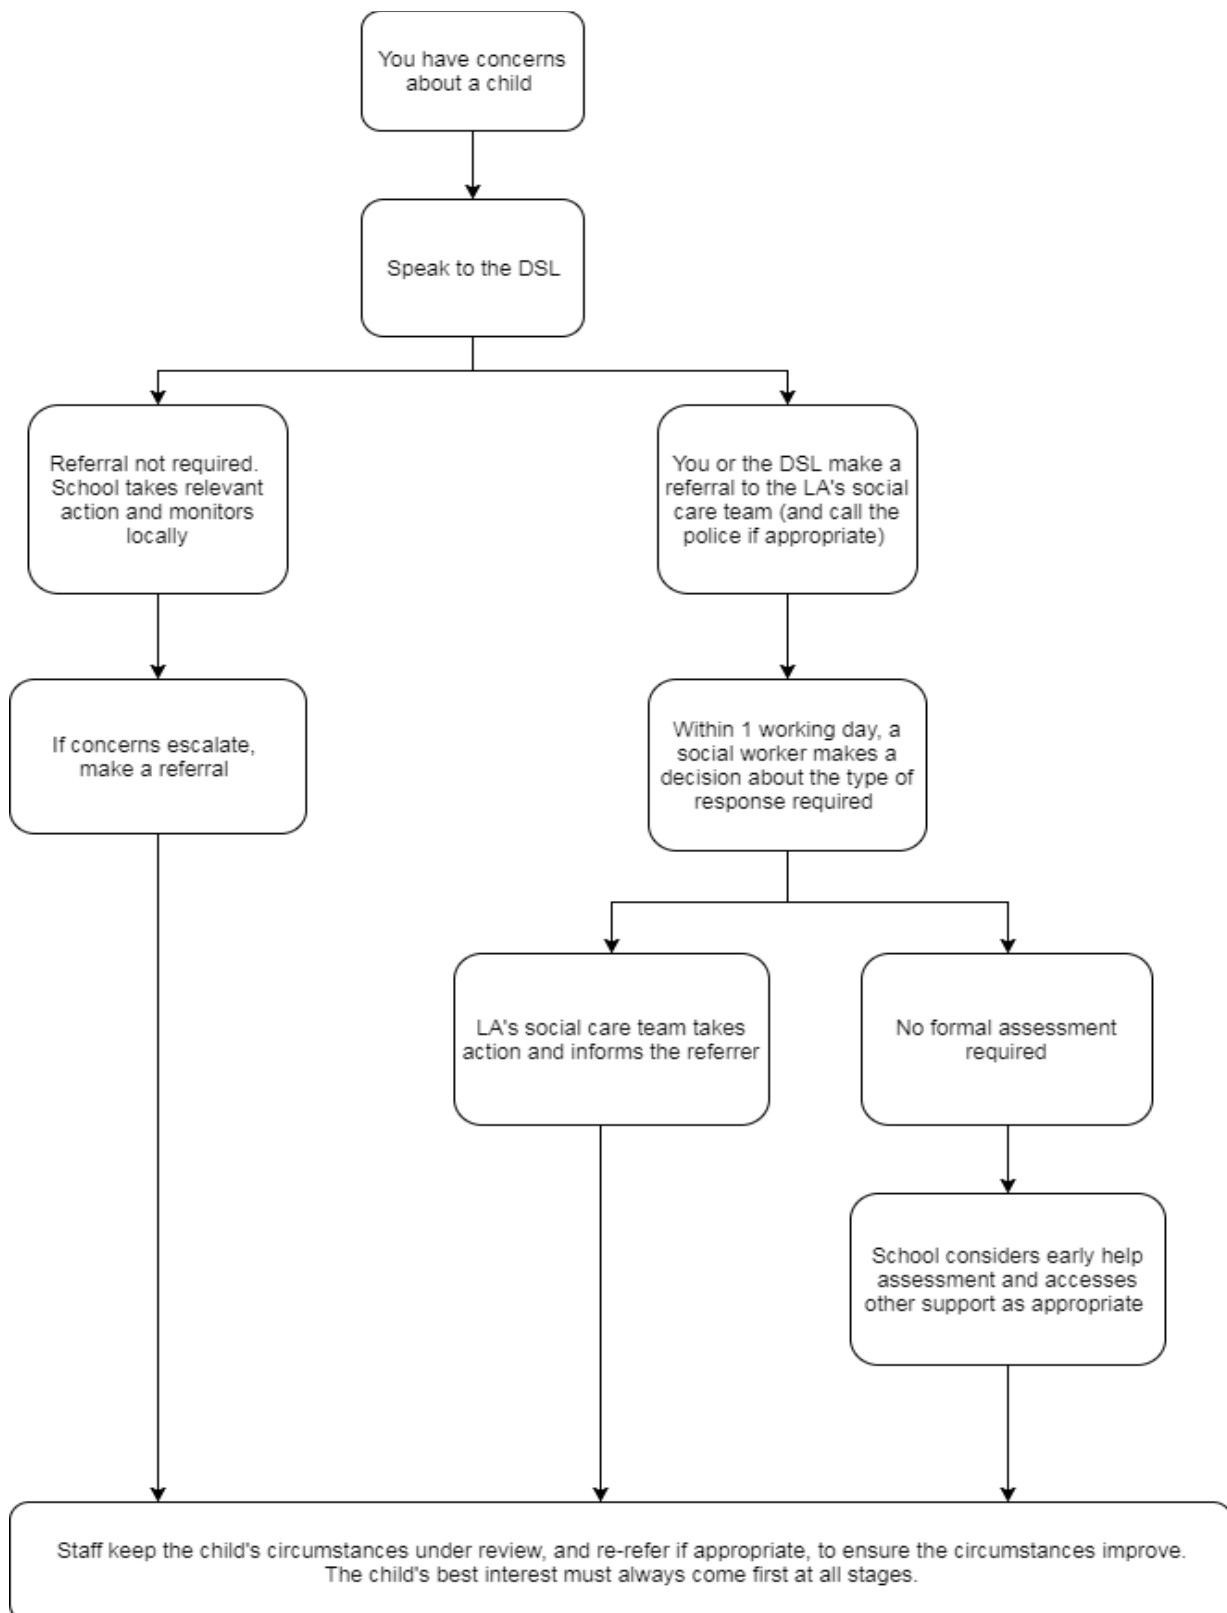 You have concerns
about a child
Speak to the DSL
Referral not required.
School takes relevant
action and monitors
locally
You or the DSL make a
referral to the LA's social
care team (and call the
police if appropriate)
If concerns escalate,
make a referral
Within 1 working day, a
social worker makes a
decision about the type of
response required
LA's social care team takes
action and informs the referrer
No formal assessment
required
School considers early help
assessment and accesses
other support as appropriate
Staff keep the child's circumstances under review, and re-refer if appropriate, to ensure the circumstances improve.
The child's best interest must always come first at all stages.